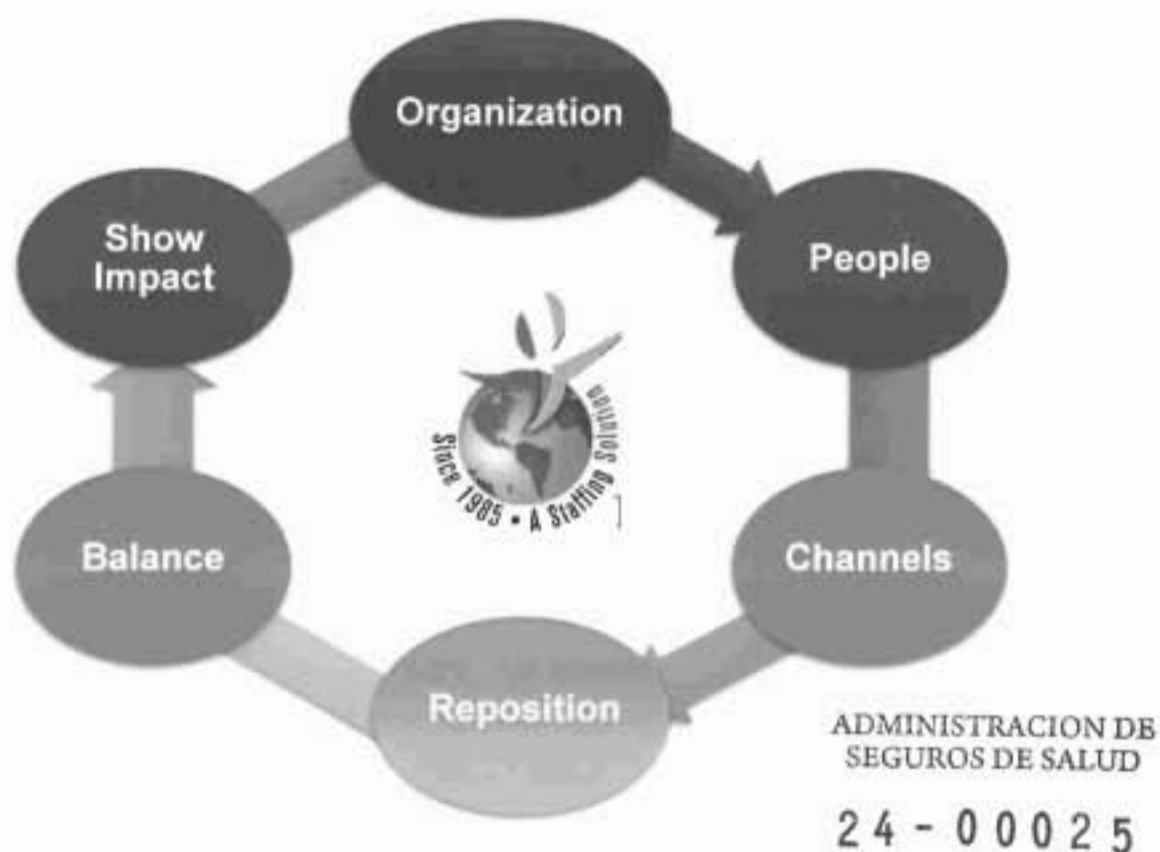 Organization
People
Channels
Reposition
Balance
Show
Impact
Since 1985 • A Staffing Solution
ADMINISTRACION DE
SEGUROS DE SALUD
24-00025